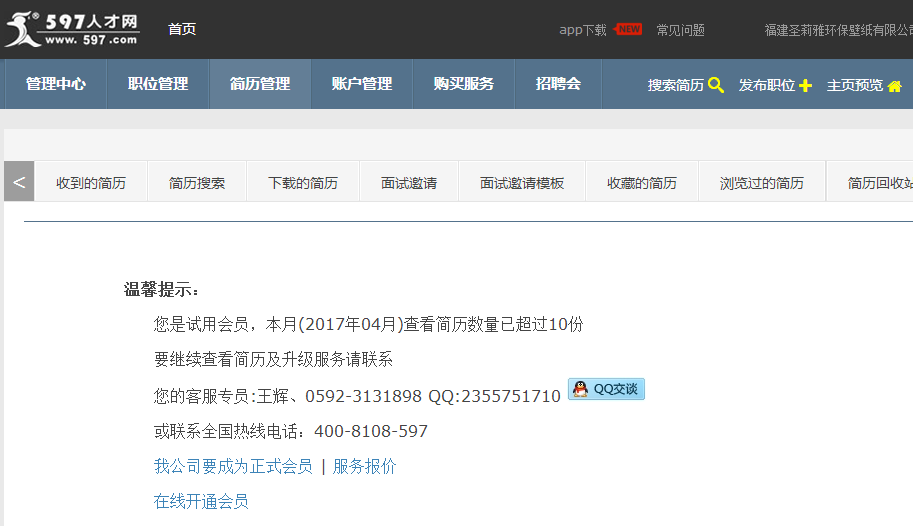 597人才网
www. 597 .com
首页
app下载 NEW 常见问题 福建圣莉雅环保壁纸有限公司
管理中心 职位管理 简历管理 账户管理 购买服务 招聘会 搜索简历 发布职位 主页预览
< 收到的简历 简历搜索 下载的简历 面试邀请 面试邀请模板 收藏的简历 浏览过的简历 简历回收站
温馨提示：
您是试用会员，本月(2017年04月)查看简历数量已超过10份
要继续查看简历及升级服务请联系
您的客服专员:王辉、0592-3131898 QQ:2355751710 QQ交谈
或联系全国热线电话：400-8108-597
我公司要成为正式会员 | 服务报价
在线开通会员